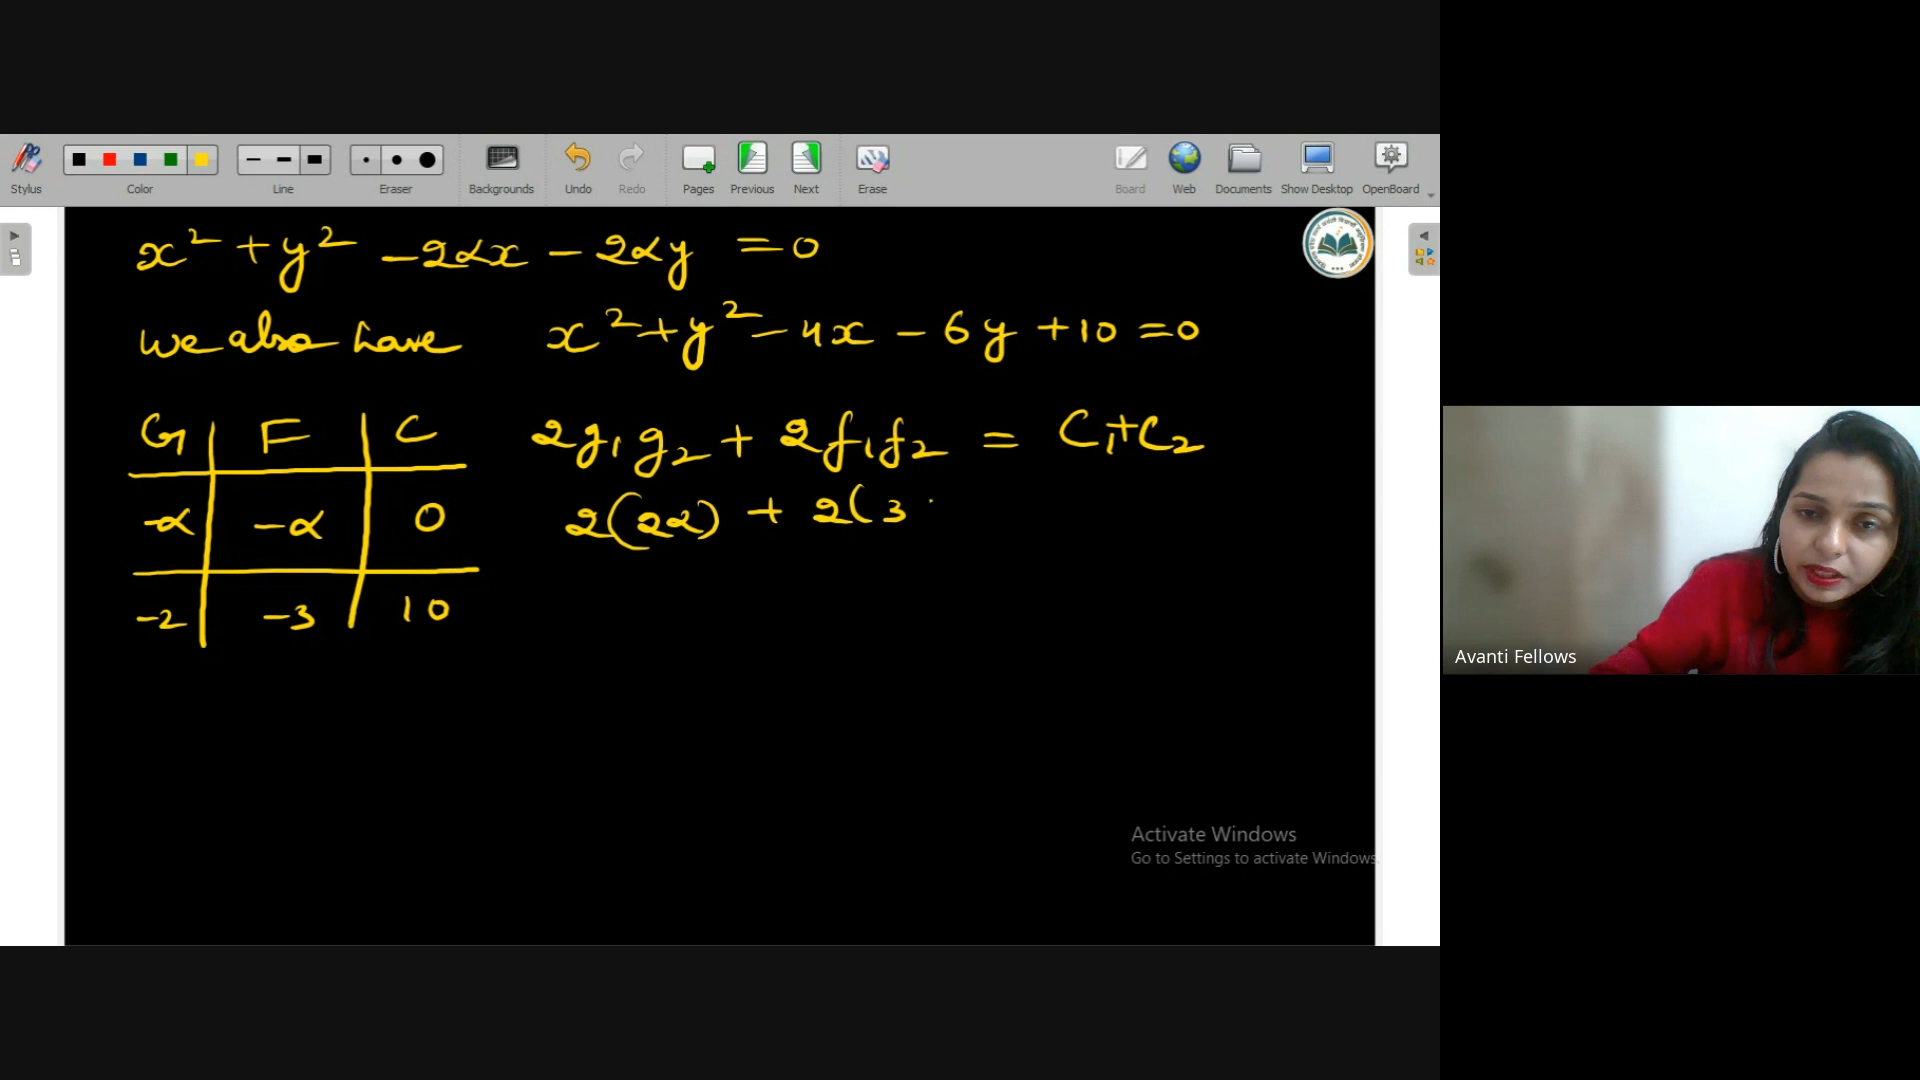 Stylus Color Line Eraser Backgrounds Undo Redo Pages Previous Next Erase Board Web Documents Show Desktop OpenBoard
x² + y² - 2αx - 2αy = 0
we also have x² + y² - 4x - 6y + 10 = 0
G F C
-α -α 0
-2 -3 10
2g₁g₂ + 2f₁f₂ = C₁+C₂
2(2α) + 2(3
Activate Windows
Go to Settings to activate Windows.
Avanti Fellows